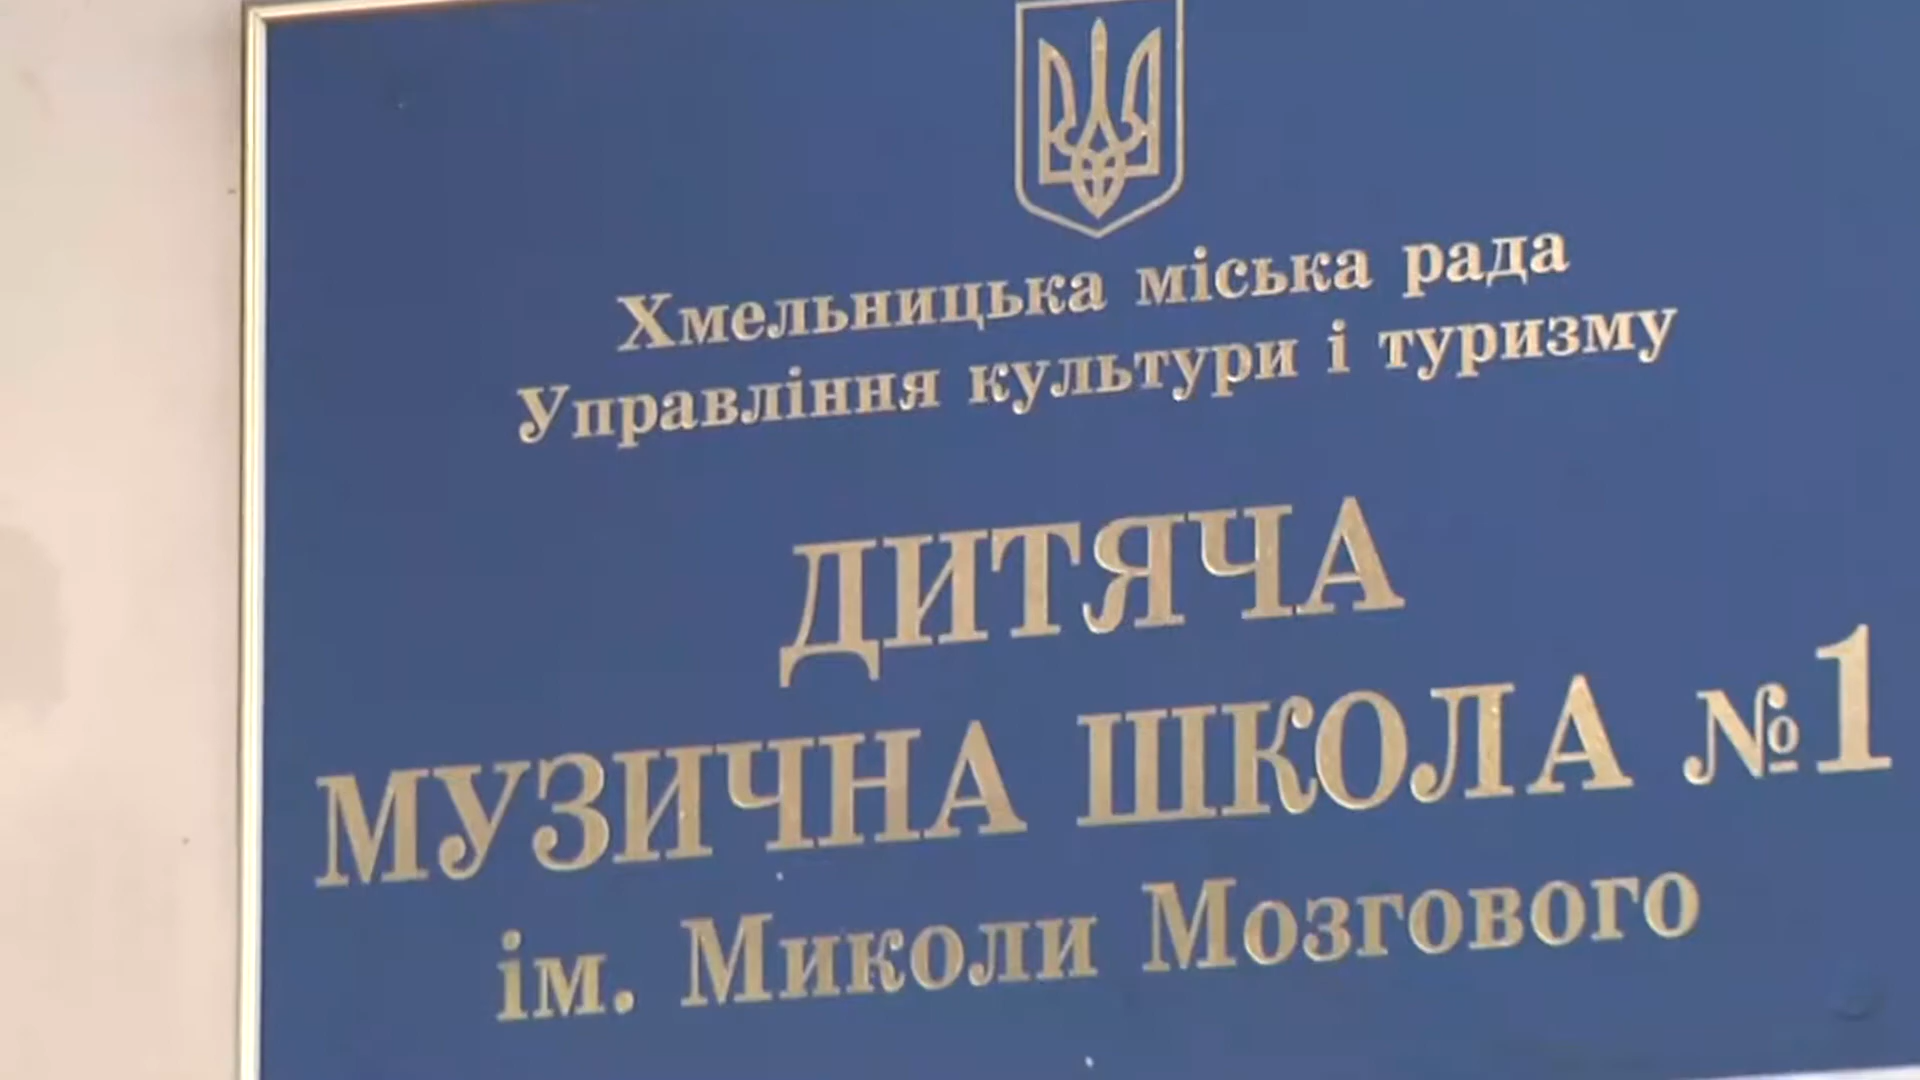 Хмельницька міська рада
Управління культури і туризму
ДИТЯЧА
МУЗИЧНА ШКОЛА №1
ім. Миколи Мозгового